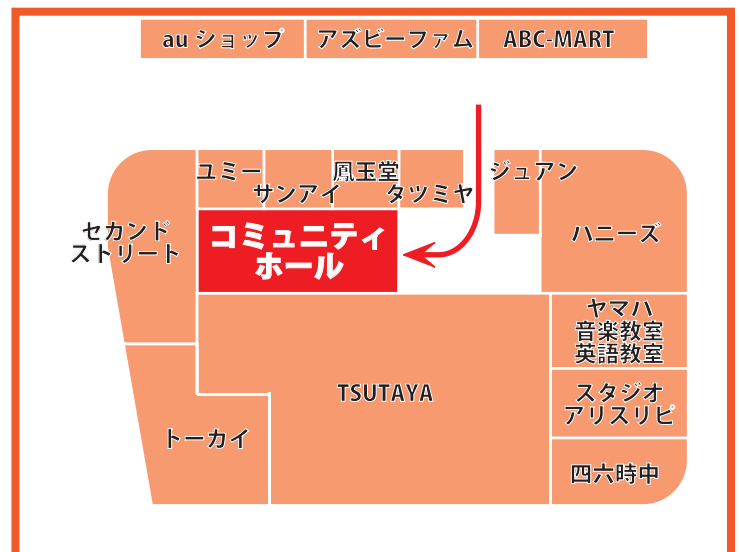 au ショップ
アズビーファム
ABC-MART
ユミー
サンアイ
鳳玉堂
タツミヤ
ジュアン
セカンド
ストリート
コミュニティ
ホール
ハニーズ
ヤマハ
音楽教室
英語教室
TSUTAYA
スタジオ
アリスリピ
トーカイ
四六時中